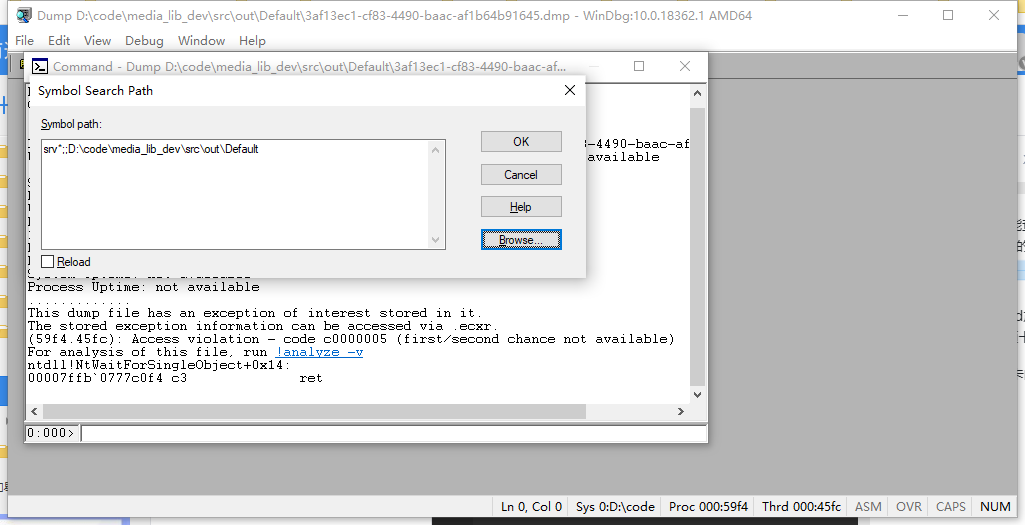 Dump D:\code\media_lib_dev\src\out\Default\3af13ec1-cf83-4490-baac-af1b64b91645.dmp - WinDbg:10.0.18362.1 AMD64
File Edit View Debug Window Help
Command - Dump D:\code\media_lib_dev\src\out\Default\3af13ec1-cf83-4490-baac-af...
Symbol Search Path
Symbol path:
srv*;;D:\code\media_lib_dev\src\out\Default
OK
Cancel
Help
Browse...
Reload
-4490-baac-af
available
Process Uptime: not available
.............
This dump file has an exception of interest stored in it.
The stored exception information can be accessed via .ecxr.
(59f4.45fc): Access violation - code c0000005 (first/second chance not available)
For analysis of this file, run !analyze -v
ntdll!NtWaitForSingleObject+0x14:
00007ffb`0777c0f4 c3 ret
0:000>
Ln 0, Col 0 Sys 0:D:\code Proc 000:59f4 Thrd 000:45fc ASM OVR CAPS NUM